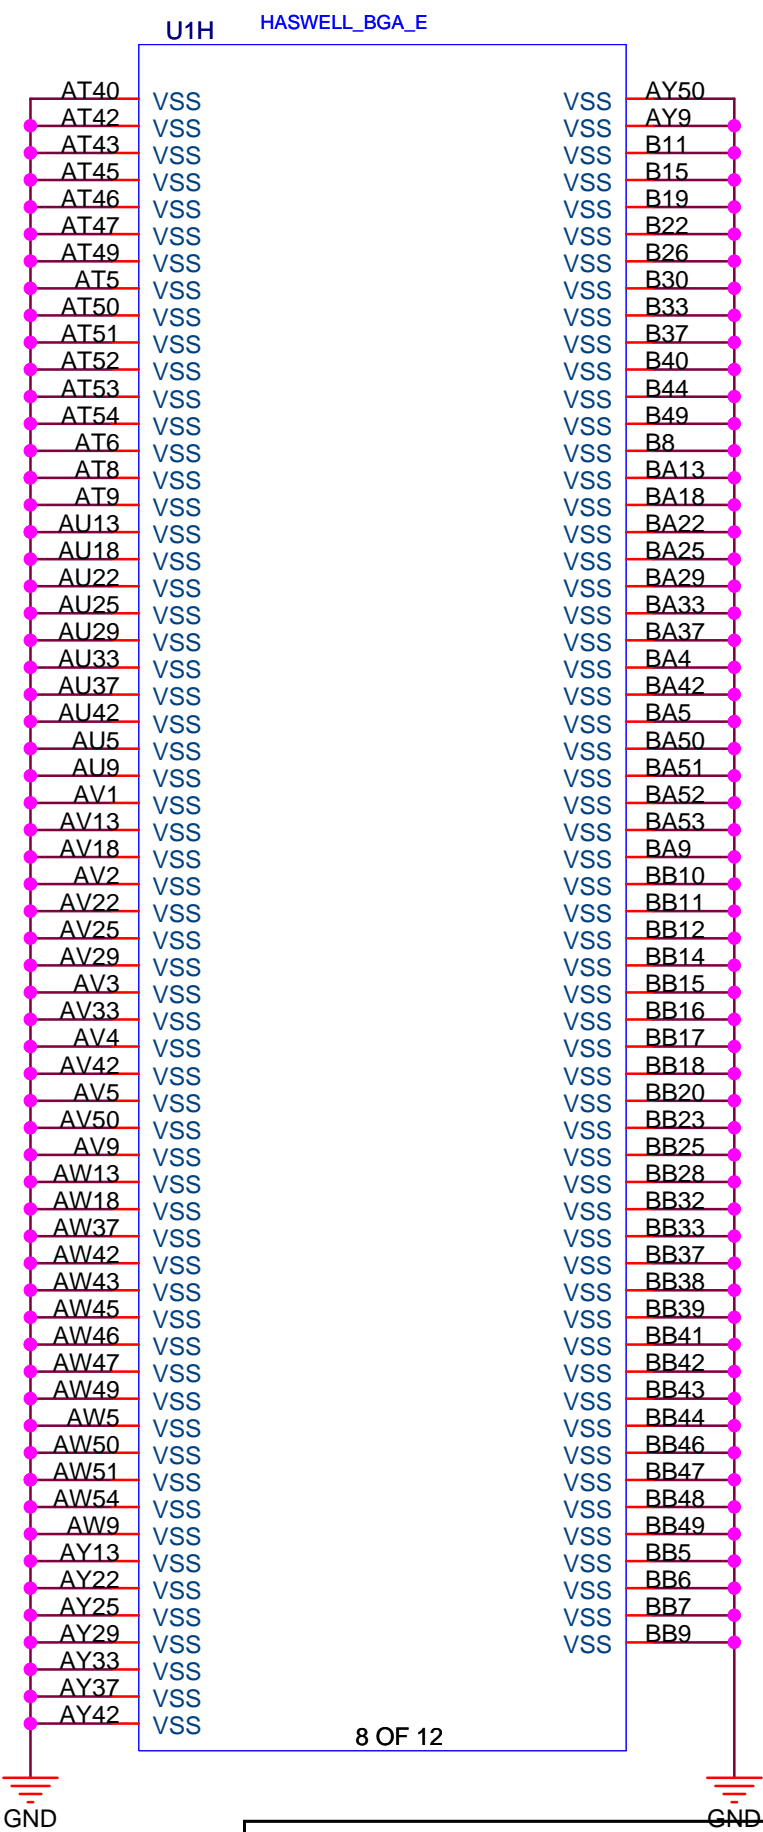 U1H HASWELL_BGA_E
AT40 VSS VSS AY50
AT42 VSS VSS AY9
AT43 VSS VSS B11
AT45 VSS VSS B15
AT46 VSS VSS B19
AT47 VSS VSS B22
AT49 VSS VSS B26
AT5 VSS VSS B30
AT50 VSS VSS B33
AT51 VSS VSS B37
AT52 VSS VSS B40
AT53 VSS VSS B44
AT54 VSS VSS B49
AT6 VSS VSS B8
AT8 VSS VSS BA13
AT9 VSS VSS BA18
AU13 VSS VSS BA22
AU18 VSS VSS BA25
AU22 VSS VSS BA29
AU25 VSS VSS BA33
AU29 VSS VSS BA37
AU33 VSS VSS BA4
AU37 VSS VSS BA42
AU42 VSS VSS BA5
AU5 VSS VSS BA50
AU9 VSS VSS BA51
AV1 VSS VSS BA52
AV13 VSS VSS BA53
AV18 VSS VSS BA9
AV2 VSS VSS BB10
AV22 VSS VSS BB11
AV25 VSS VSS BB12
AV29 VSS VSS BB14
AV3 VSS VSS BB15
AV33 VSS VSS BB16
AV4 VSS VSS BB17
AV42 VSS VSS BB18
AV5 VSS VSS BB20
AV50 VSS VSS BB23
AV9 VSS VSS BB25
AW13 VSS VSS BB28
AW18 VSS VSS BB32
AW37 VSS VSS BB33
AW42 VSS VSS BB37
AW43 VSS VSS BB38
AW45 VSS VSS BB39
AW46 VSS VSS BB41
AW47 VSS VSS BB42
AW49 VSS VSS BB43
AW5 VSS VSS BB44
AW50 VSS VSS BB46
AW51 VSS VSS BB47
AW54 VSS VSS BB48
AW9 VSS VSS BB49
AY13 VSS VSS BB5
AY22 VSS VSS BB6
AY25 VSS VSS BB7
AY29 VSS VSS BB9
AY33 VSS
AY37 VSS
AY42 VSS
8 OF 12
GND GND